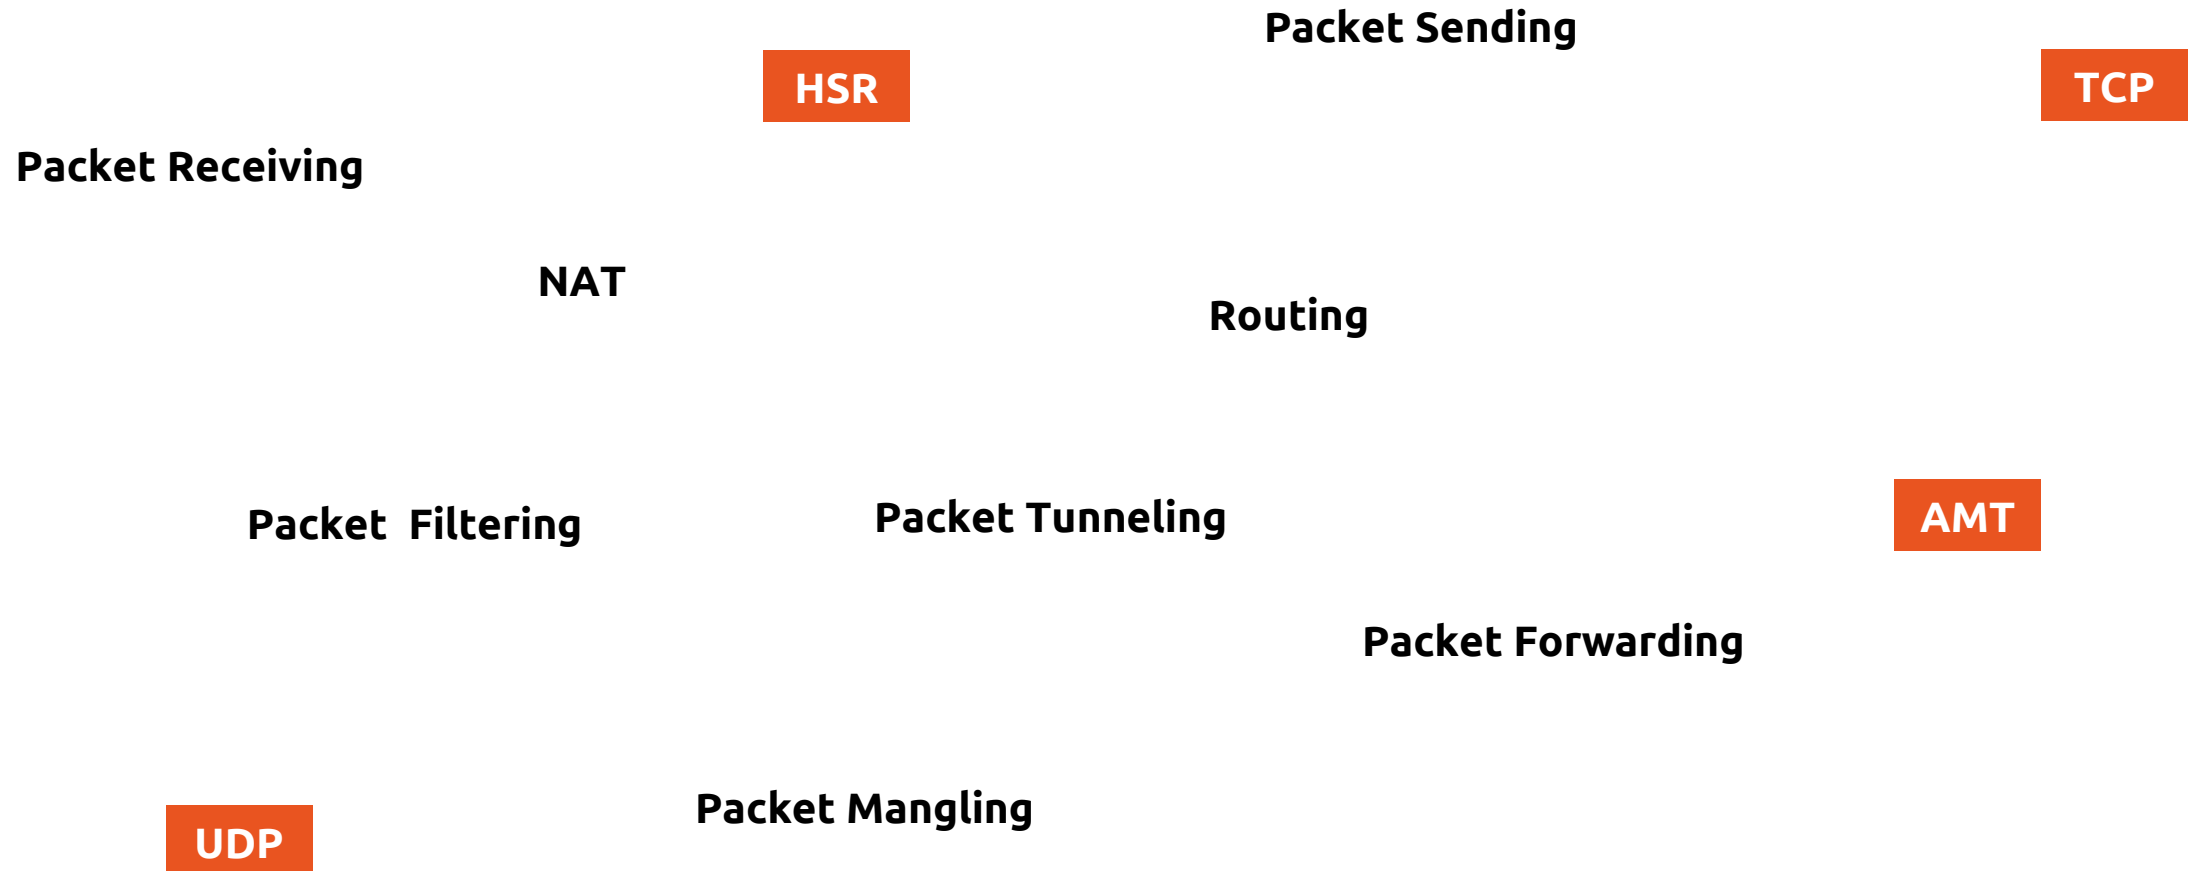 Packet Sending
HSR
TCP
Packet Receiving
NAT
Routing
Packet  Filtering
Packet Tunneling
AMT
Packet Forwarding
Packet Mangling
UDP